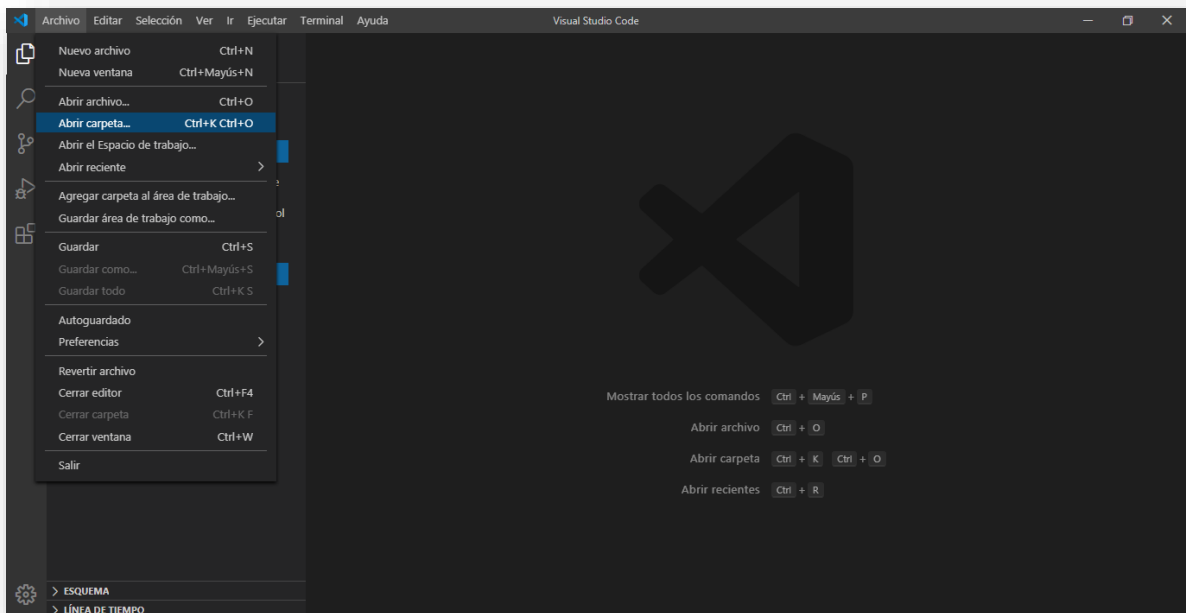 Archivo Editar Selección Ver Ir Ejecutar Terminal Ayuda Visual Studio Code
Nuevo archivo Ctrl+N
Nueva ventana Ctrl+Mayús+N
Abrir archivo... Ctrl+O
Abrir carpeta... Ctrl+K Ctrl+O
Abrir el Espacio de trabajo...
Abrir reciente
Agregar carpeta al área de trabajo...
Guardar área de trabajo como...
Guardar Ctrl+S
Guardar como... Ctrl+Mayús+S
Guardar todo Ctrl+K S
Autoguardado
Preferencias
Revertir archivo
Cerrar editor Ctrl+F4
Cerrar carpeta Ctrl+K F
Cerrar ventana Ctrl+W
Salir
Mostrar todos los comandos Ctrl + Mayús + P
Abrir archivo Ctrl + O
Abrir carpeta Ctrl + K Ctrl + O
Abrir recientes Ctrl + R
ESQUEMA
LÍNEA DE TIEMPO